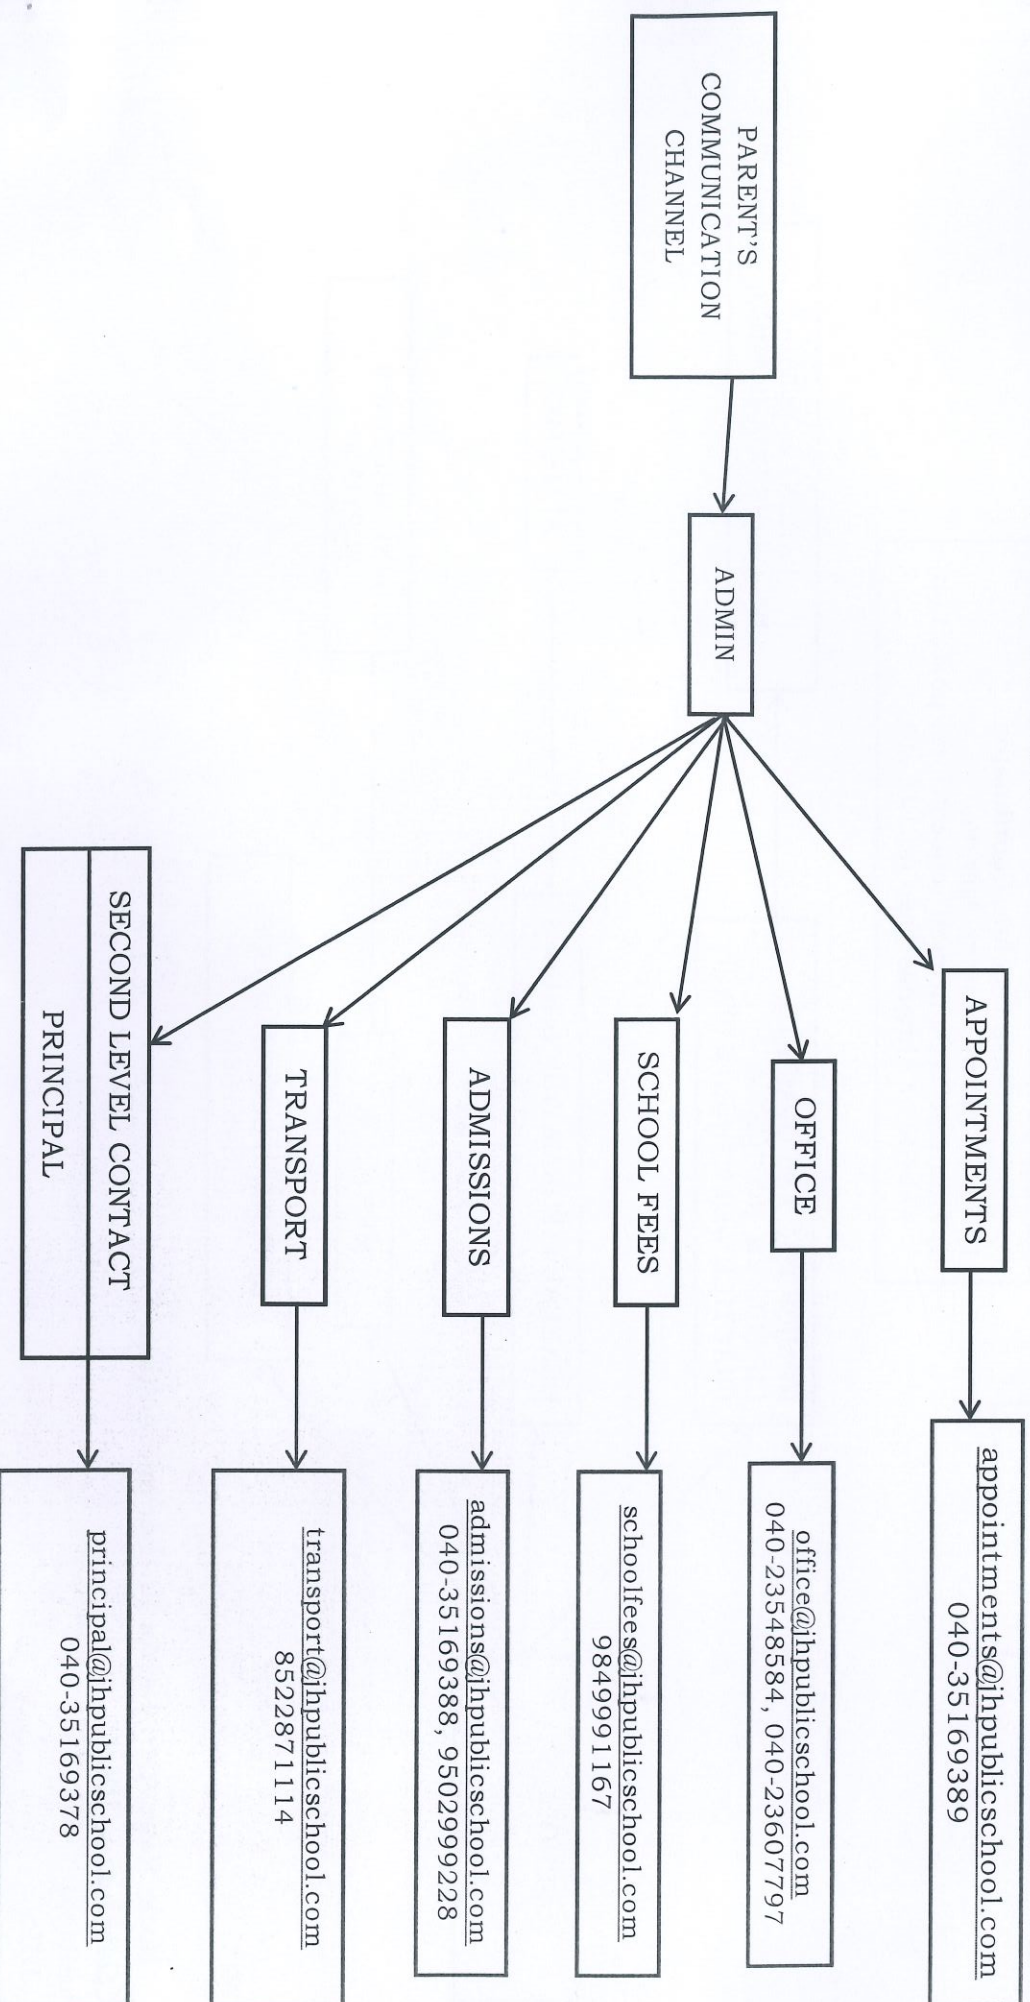 PARENT'S
COMMUNICATION
CHANNEL
ADMIN
APPOINTMENTS
appointments@jhpublicschool.com
040-35169389
OFFICE
office@jhpublicschool.com
040-23548584, 040-23607797
SCHOOL FEES
schoolfees@jhpublicschool.com
9849991167
ADMISSIONS
admissions@jhpublicschool.com
040-35169388, 9502999228
TRANSPORT
transport@jhpublicschool.com
8522871114
SECOND LEVEL CONTACT
PRINCIPAL
principal@jhpublicschool.com
040-35169378